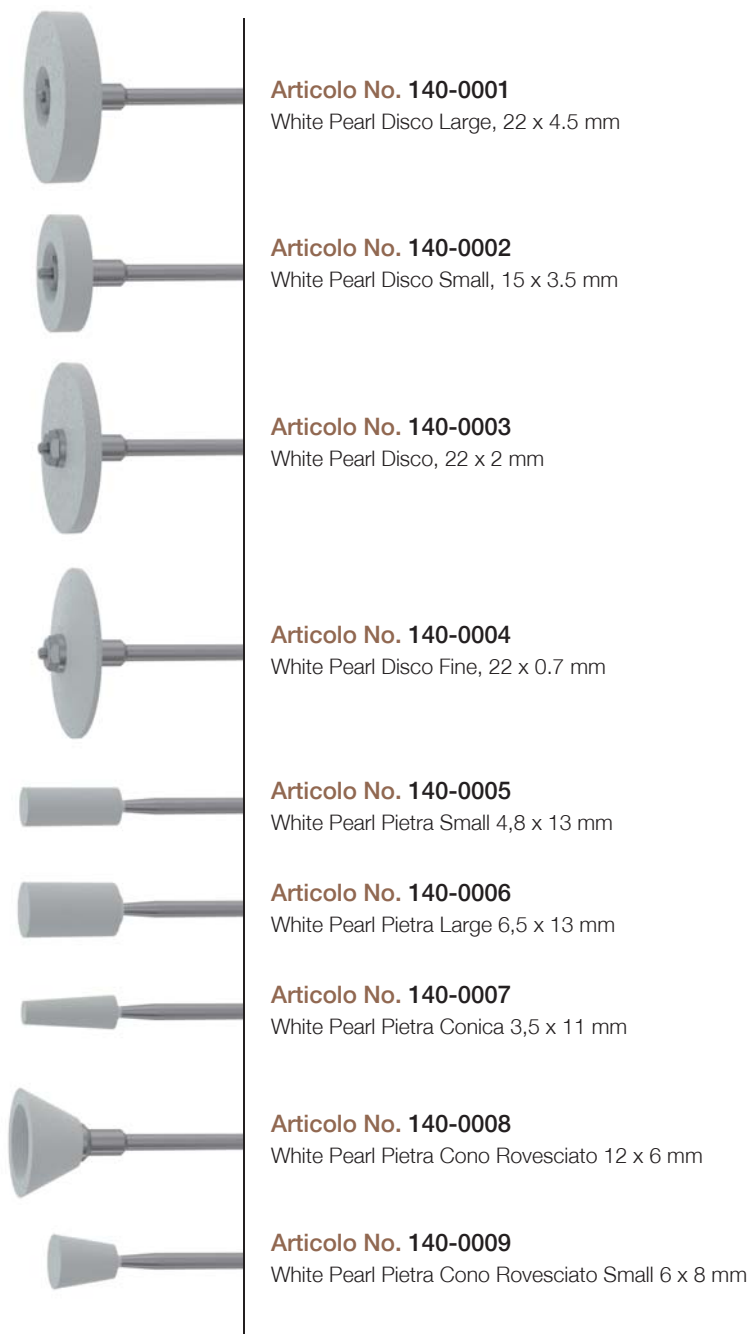 Articolo No. 140-0001
White Pearl Disco Large, 22 x 4.5 mm
Articolo No. 140-0002
White Pearl Disco Small, 15 x 3.5 mm
Articolo No. 140-0003
White Pearl Disco, 22 x 2 mm
Articolo No. 140-0004
White Pearl Disco Fine, 22 x 0.7 mm
Articolo No. 140-0005
White Pearl Pietra Small 4,8 x 13 mm
Articolo No. 140-0006
White Pearl Pietra Large 6,5 x 13 mm
Articolo No. 140-0007
White Pearl Pietra Conica 3,5 x 11 mm
Articolo No. 140-0008
White Pearl Pietra Cono Rovesciato 12 x 6 mm
Articolo No. 140-0009
White Pearl Pietra Cono Rovesciato Small 6 x 8 mm